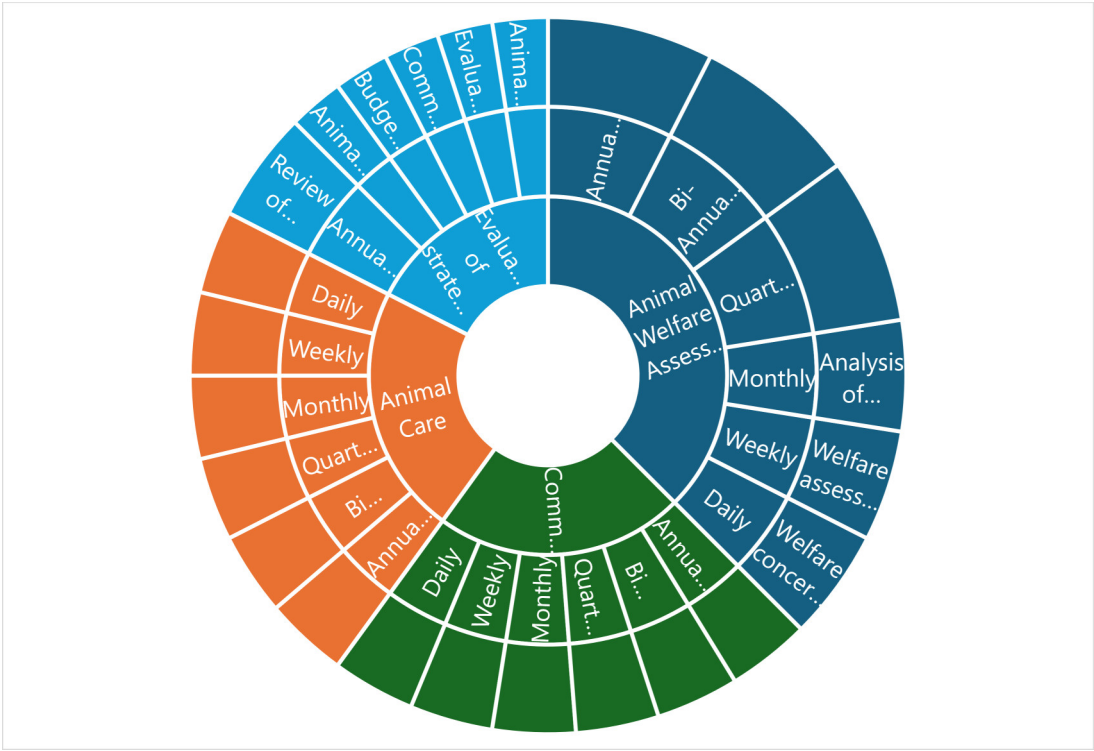 Animal
Welfare
Assess...
Annua...
Bi-
Annua...
Quart...
Monthly
Analysis
of...
Weekly
Welfare
assess...
Daily
Welfare
concer...
Comm...
Annua...
Bi...
Quart...
Monthly
Weekly
Daily
Animal
Care
Annua...
Bi...
Quart...
Monthly
Weekly
Daily
Evalua...
of
strate...
Annua...
Review
of...
Anima...
Budge...
Comm...
Evalua...
Anima...